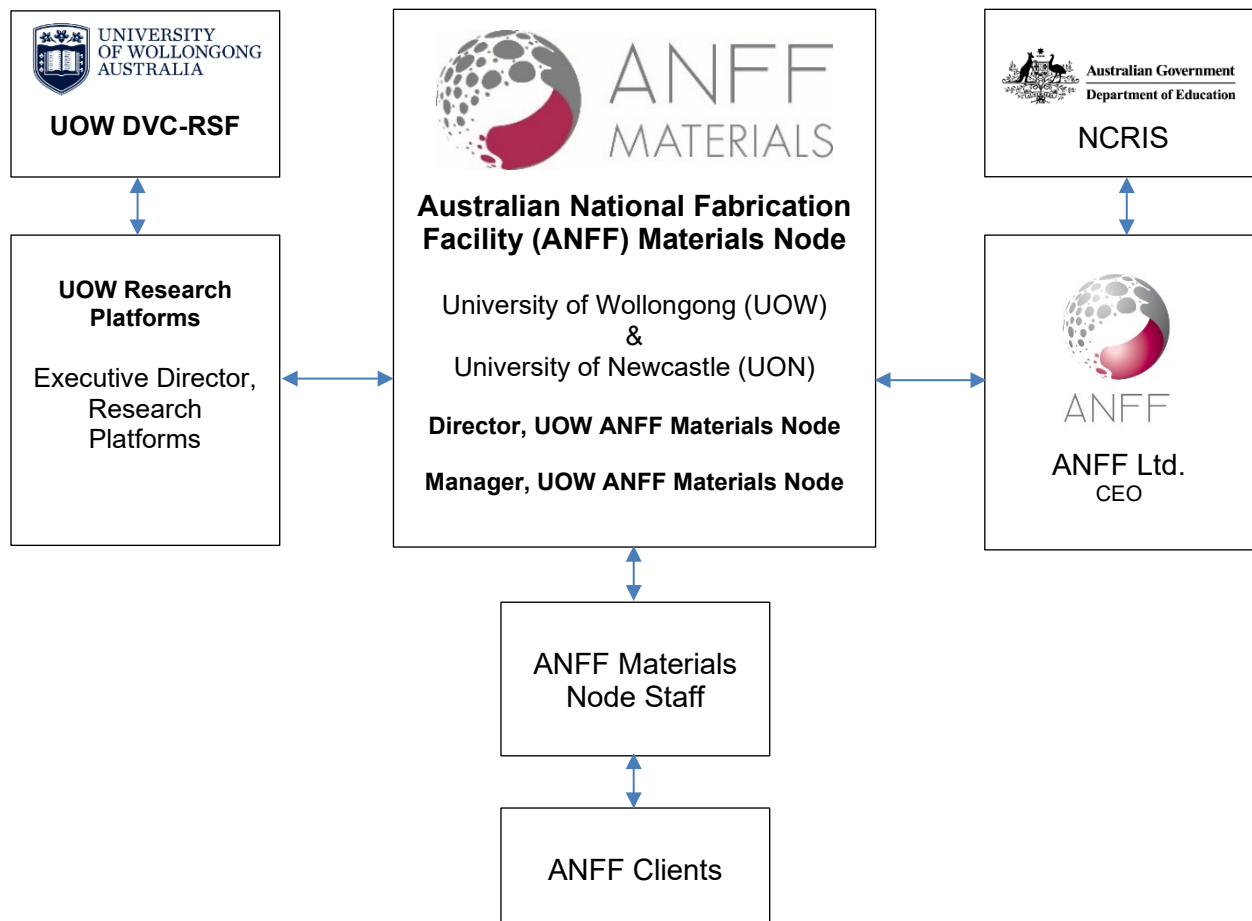 UNIVERSITY
OF WOLLONGONG
AUSTRALIA
UOW DVC-RSF
UOW Research
Platforms
Executive Director,
Research
Platforms
ANFF
MATERIALS
Australian National Fabrication
Facility (ANFF) Materials Node
University of Wollongong (UOW)
&
University of Newcastle (UON)
Director, UOW ANFF Materials Node
Manager, UOW ANFF Materials Node
Australian Government
Department of Education
NCRIS
ANFF
ANFF Ltd.
CEO
ANFF Materials
Node Staff
ANFF Clients